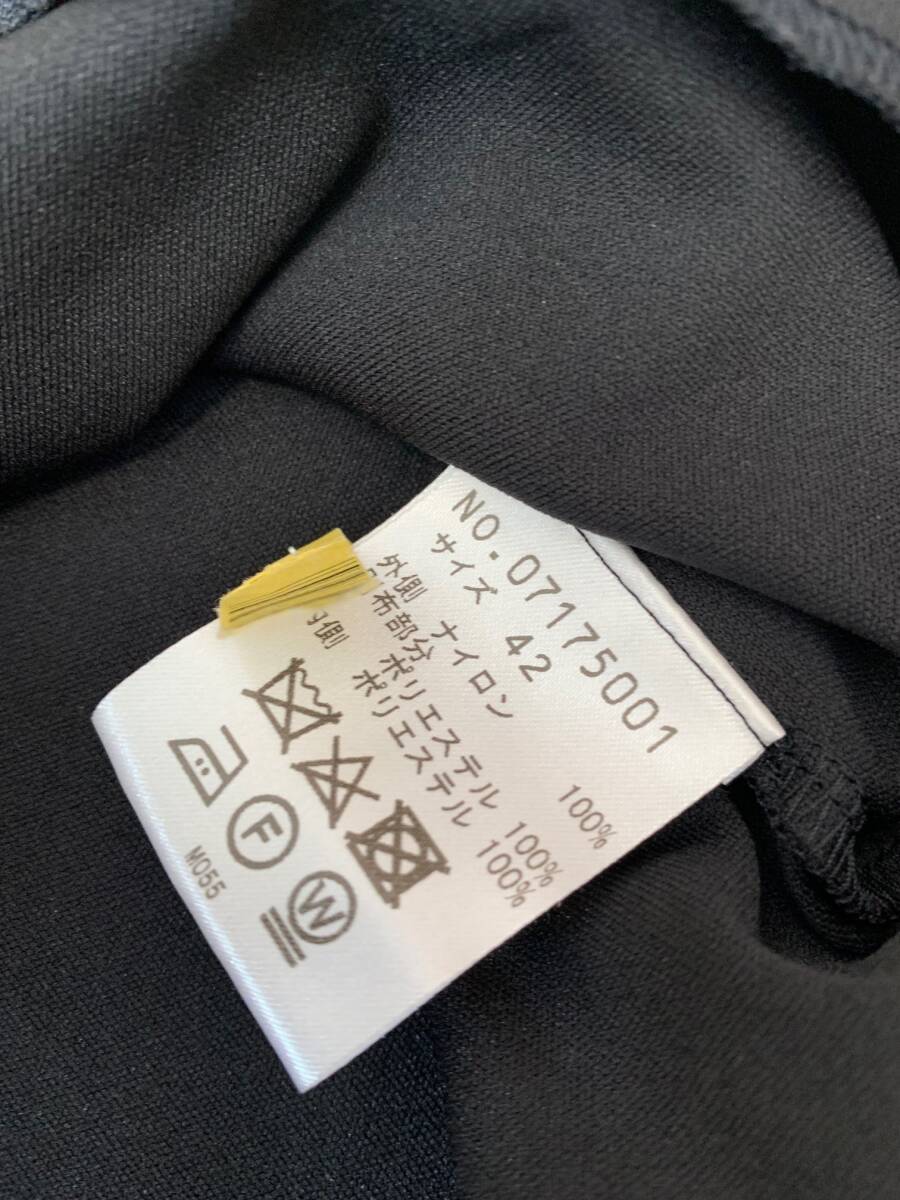 NO.07175001
サイズ 42
外側 ナイロン 100%
布部分 ポリエステル 100%
側 ポリエステル 100%
F
W
M055